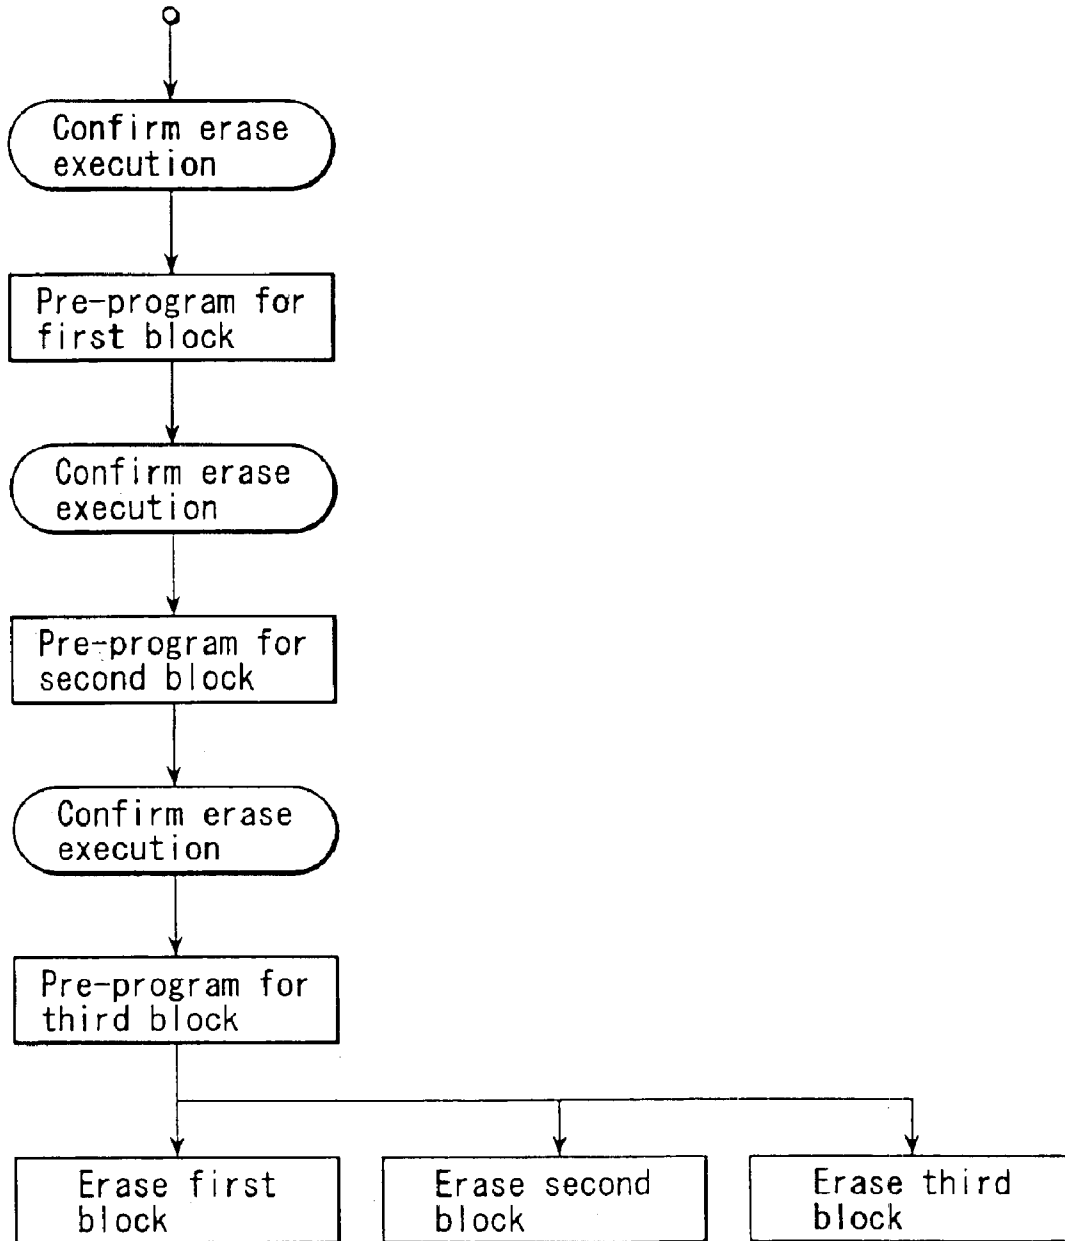 Confirm erase
execution
Pre-program for
first block
Confirm erase
execution
Pre-program for
second block
Confirm erase
execution
Pre-program for
third block
Erase first
block
Erase second
block
Erase third
block